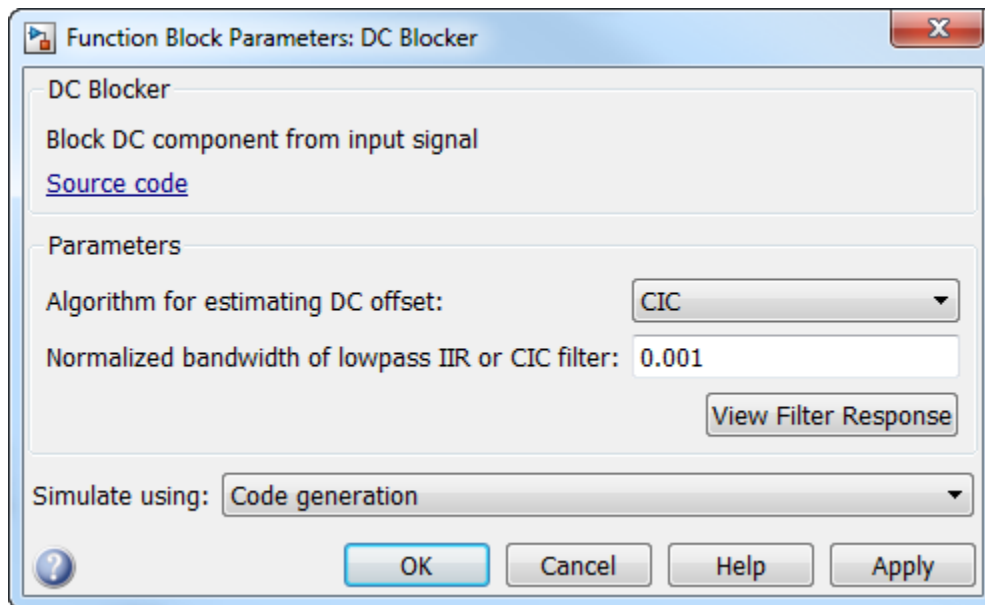 Function Block Parameters: DC Blocker
DC Blocker
Block DC component from input signal
Source code
Parameters
Algorithm for estimating DC offset: CIC
Normalized bandwidth of lowpass IIR or CIC filter: 0.001
View Filter Response
Simulate using: Code generation
? OK Cancel Help Apply